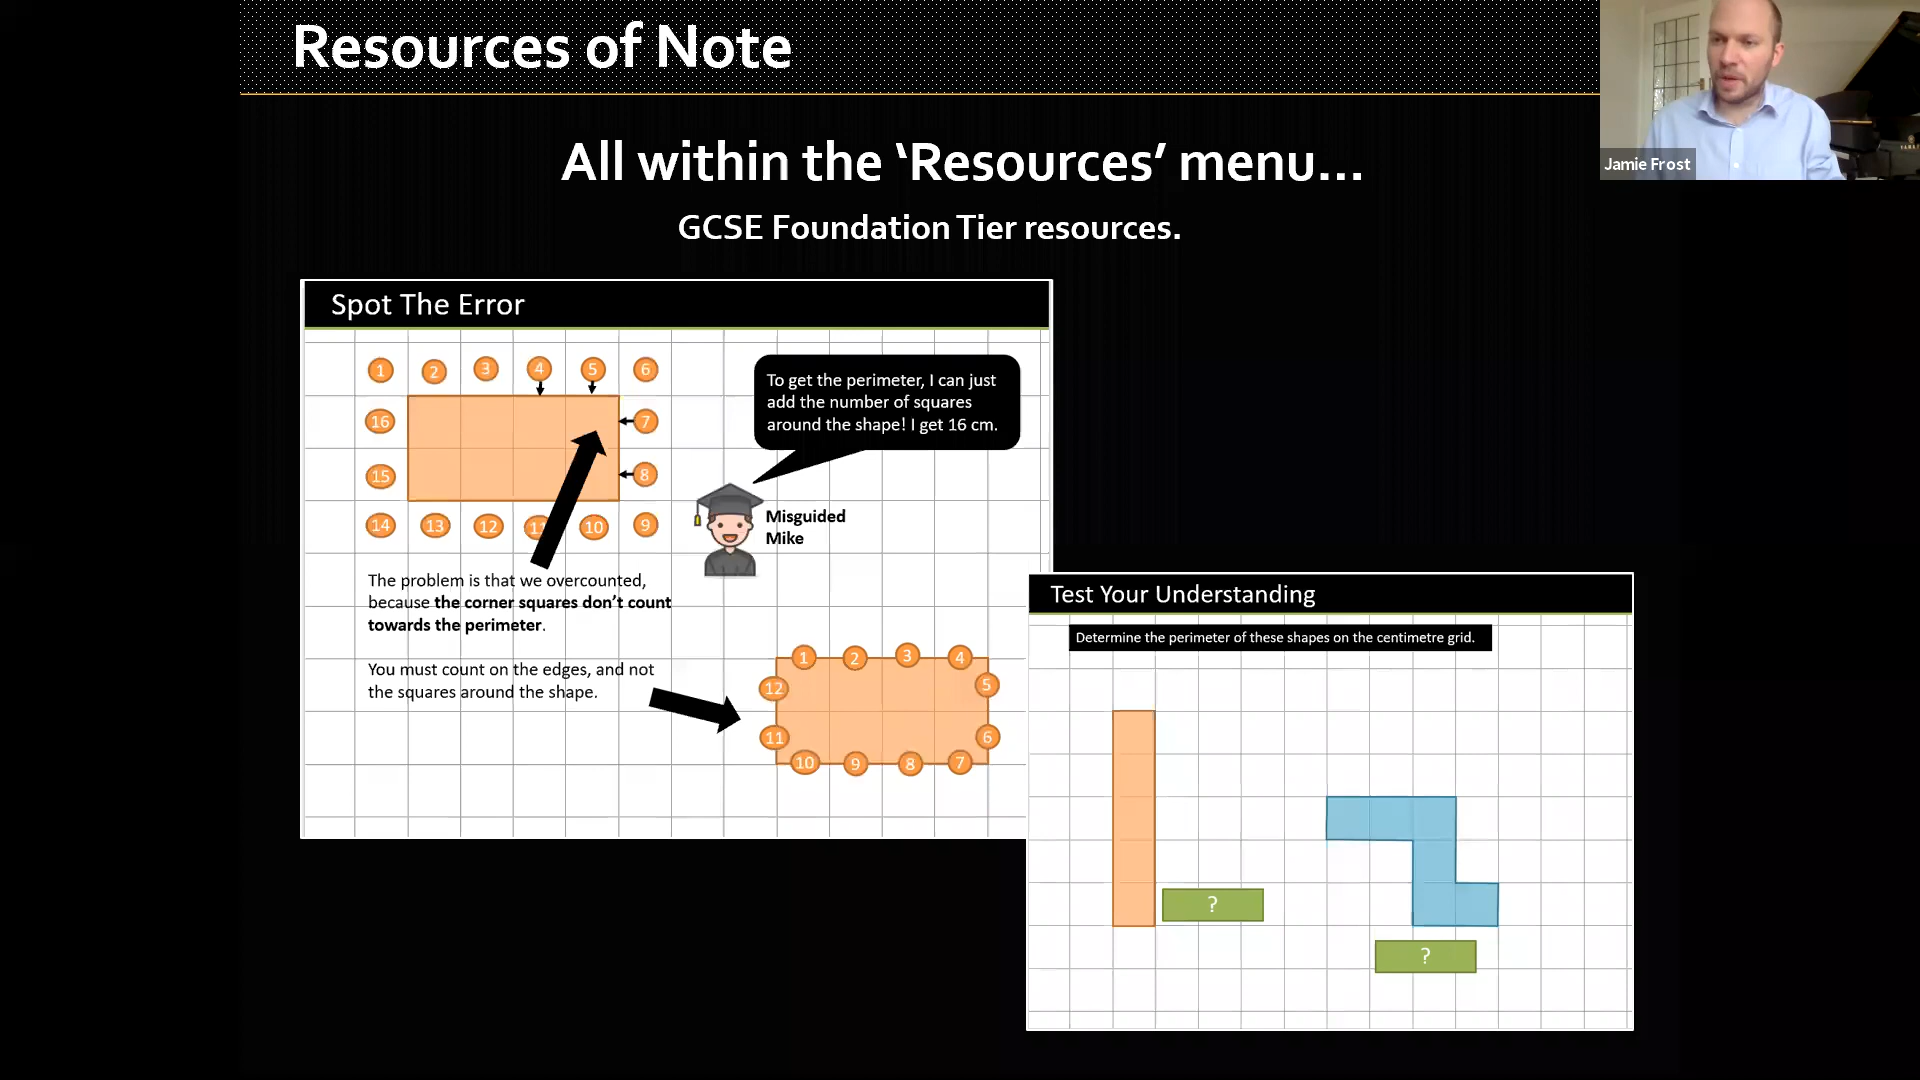 Resources of Note
Jamie Frost
All within the ‘Resources’ menu...
GCSE Foundation Tier resources.
Spot The Error
1 2 3 4 5 6
16 7
15 8
14 13 12 11 10 9
To get the perimeter, I can just
add the number of squares
around the shape! I get 16 cm.
Misguided
Mike
The problem is that we overcounted,
because the corner squares don’t count
towards the perimeter.
You must count on the edges, and not
the squares around the shape.
1 2 3 4
12 5
11 6
10 9 8 7
Test Your Understanding
Determine the perimeter of these shapes on the centimetre grid.
?
?